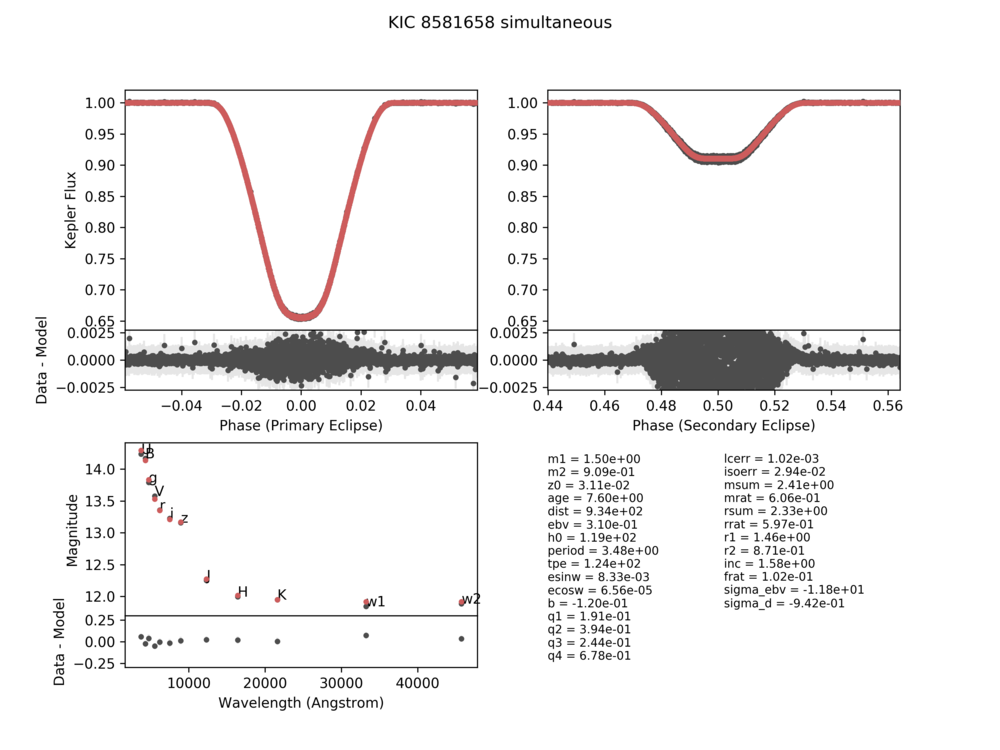 KIC 8581658 simultaneous
1.00
0.95
0.90
0.85
0.80
0.75
0.70
0.65
Kepler Flux
0.0025
0.0000
−0.0025
Data - Model
−0.04 −0.02 0.00 0.02 0.04
Phase (Primary Eclipse)
1.00
0.95
0.90
0.85
0.80
0.75
0.70
0.65
0.0025
0.0000
−0.0025
0.44 0.46 0.48 0.50 0.52 0.54 0.56
Phase (Secondary Eclipse)
14.0
13.5
13.0
12.5
12.0
Magnitude
U
B
g
V
r
i
z
J
H
K
w1
w2
0.25
0.00
−0.25
Data - Model
10000 20000 30000 40000
Wavelength (Angstrom)
m1 = 1.50e+00
m2 = 9.09e-01
z0 = 3.11e-02
age = 7.60e+00
dist = 9.34e+02
ebv = 3.10e-01
h0 = 1.19e+02
period = 3.48e+00
tpe = 1.24e+02
esinw = 8.33e-03
ecosw = 6.56e-05
b = -1.20e-01
q1 = 1.91e-01
q2 = 3.94e-01
q3 = 2.44e-01
q4 = 6.78e-01
lcerr = 1.02e-03
isoerr = 2.94e-02
msum = 2.41e+00
mrat = 6.06e-01
rsum = 2.33e+00
rrat = 5.97e-01
r1 = 1.46e+00
r2 = 8.71e-01
inc = 1.58e+00
frat = 1.02e-01
sigma_ebv = -1.18e+01
sigma_d = -9.42e-01